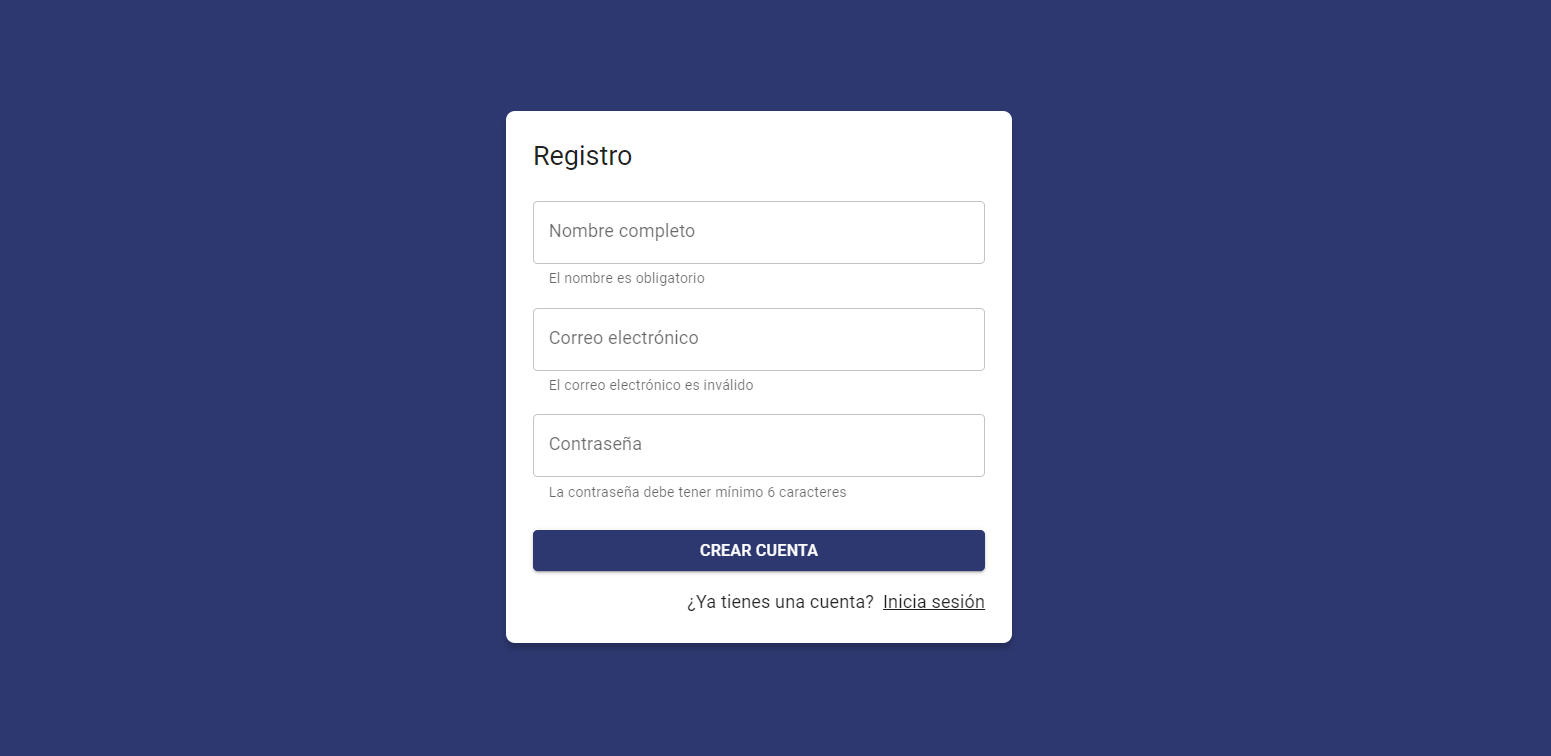 Registro
Nombre completo
El nombre es obligatorio
Correo electrónico
El correo electrónico es inválido
Contraseña
La contraseña debe tener mínimo 6 caracteres
CREAR CUENTA
¿Ya tienes una cuenta? Inicia sesión